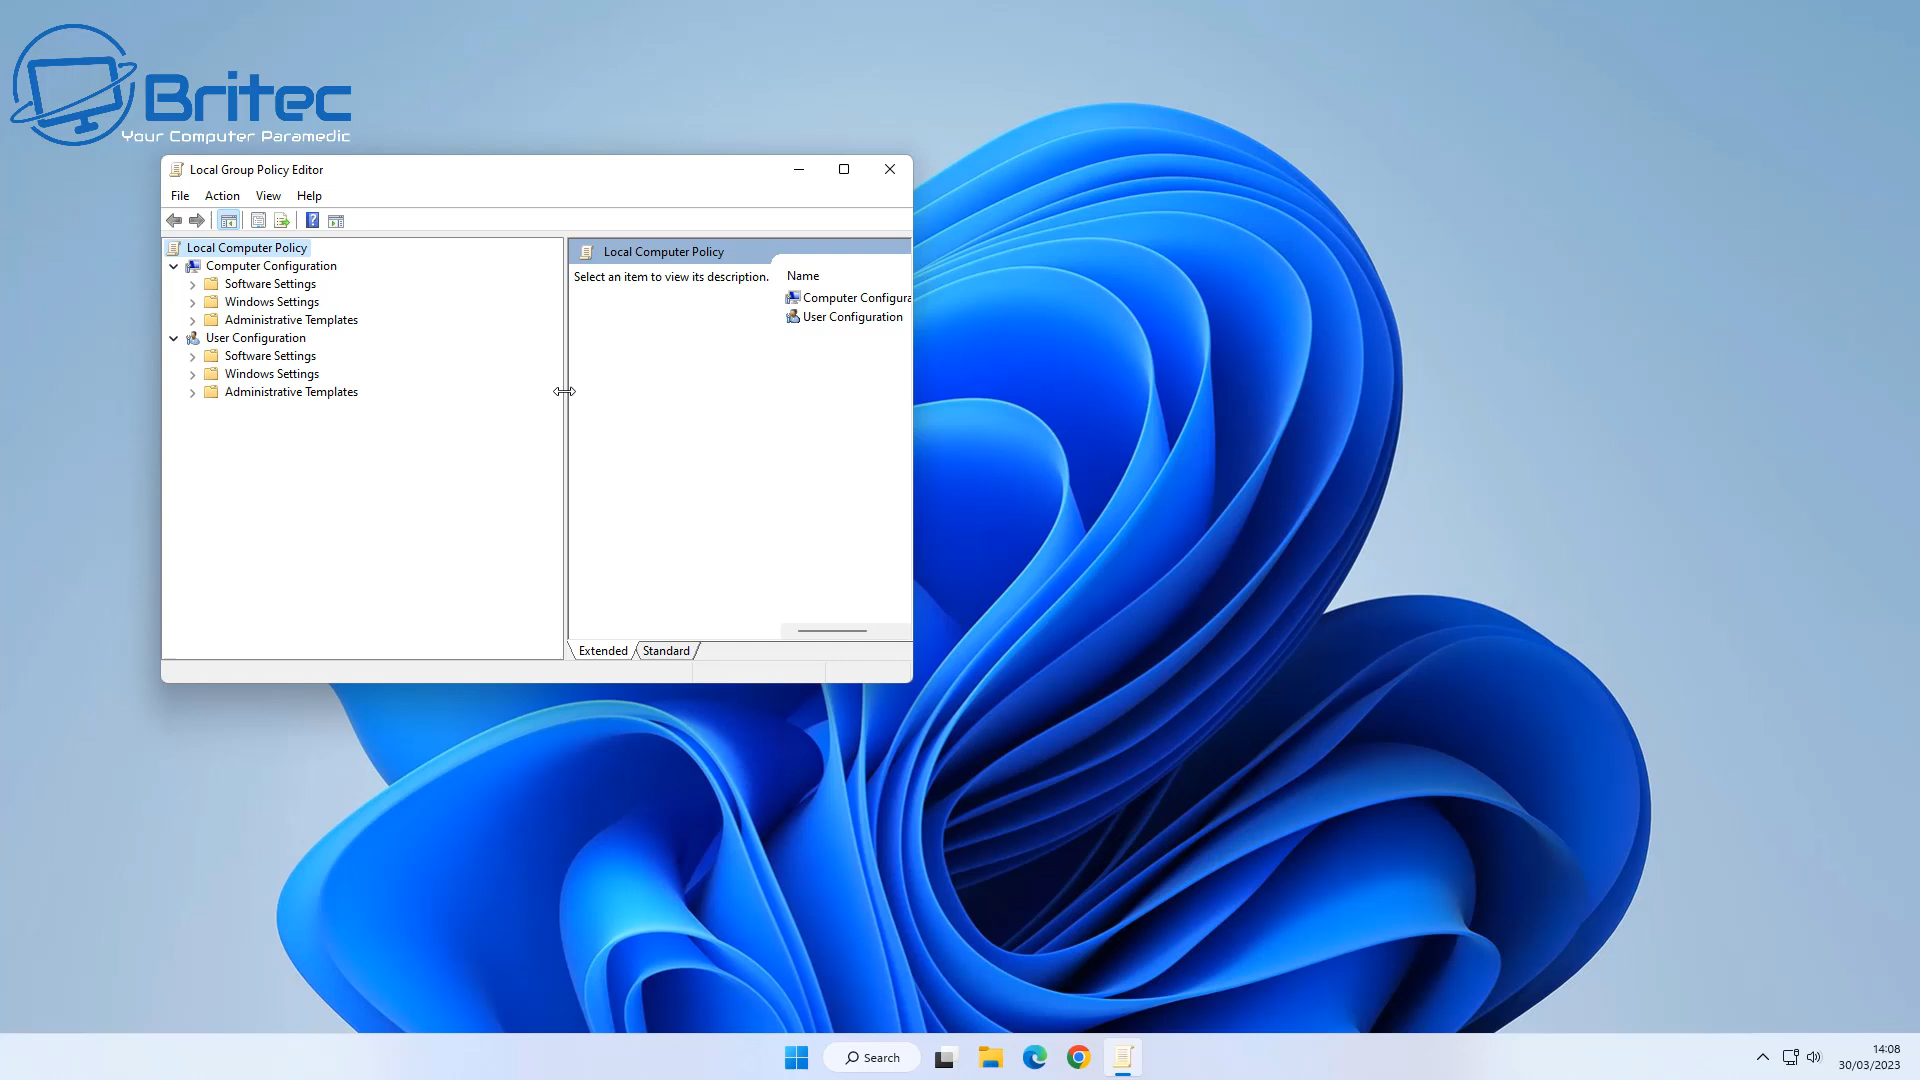 Britec
Your Computer Paramedic
Local Group Policy Editor
File Action View Help
Local Computer Policy
Computer Configuration
Software Settings
Windows Settings
Administrative Templates
User Configuration
Software Settings
Windows Settings
Administrative Templates
Local Computer Policy
Select an item to view its description.
Name
Computer Configura
User Configuration
Extended Standard
Search
14:08
30/03/2023